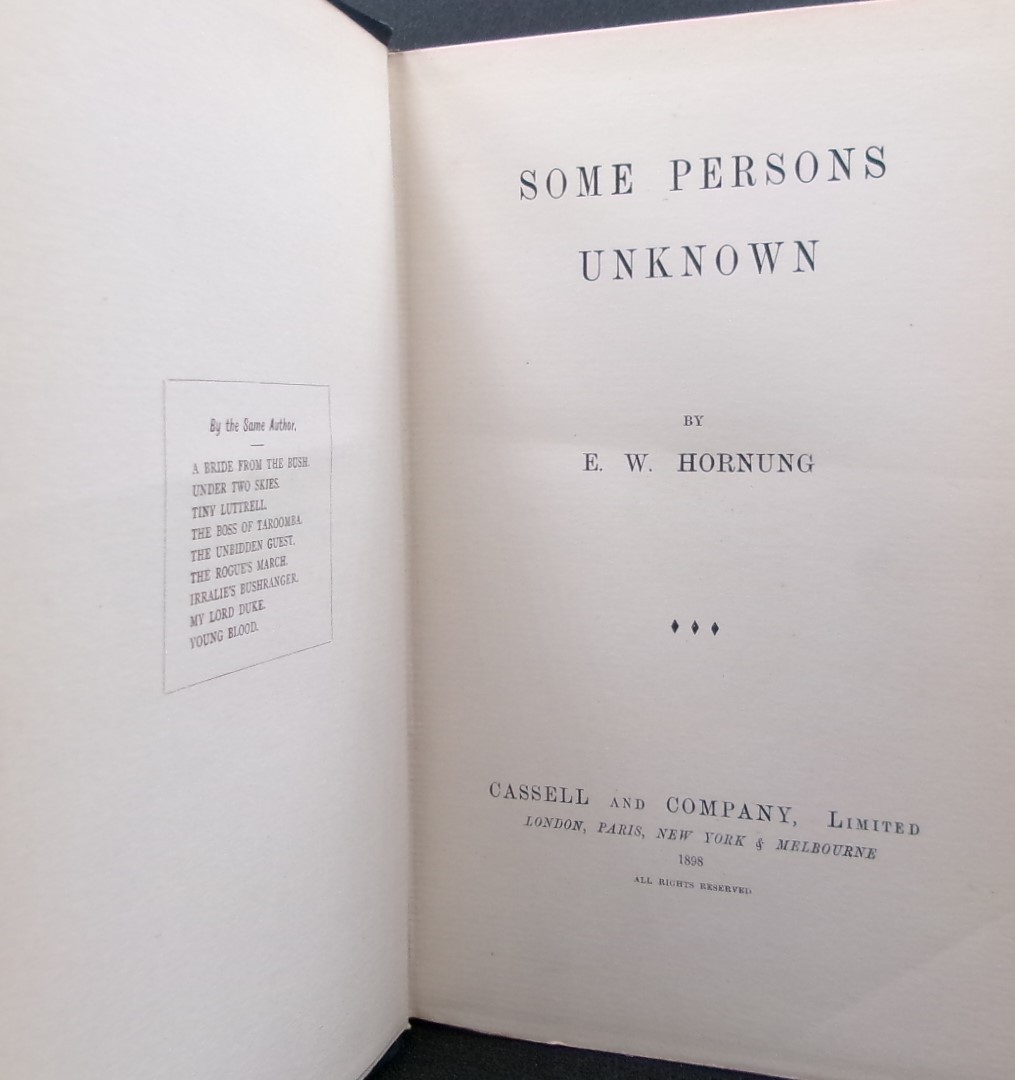 By the Same Author.
A BRIDE FROM THE BUSH.
UNDER TWO SKIES.
TINY LUTTRELL.
THE BOSS OF TAROOMBA.
THE UNBIDDEN GUEST.
THE ROGUE'S MARCH.
IRRALIE'S BUSHRANGER.
MY LORD DUKE.
YOUNG BLOOD.
SOME PERSONS
UNKNOWN
BY
E. W. HORNUNG
CASSELL AND COMPANY, LIMITED
LONDON, PARIS, NEW YORK & MELBOURNE
1898
ALL RIGHTS RESERVED